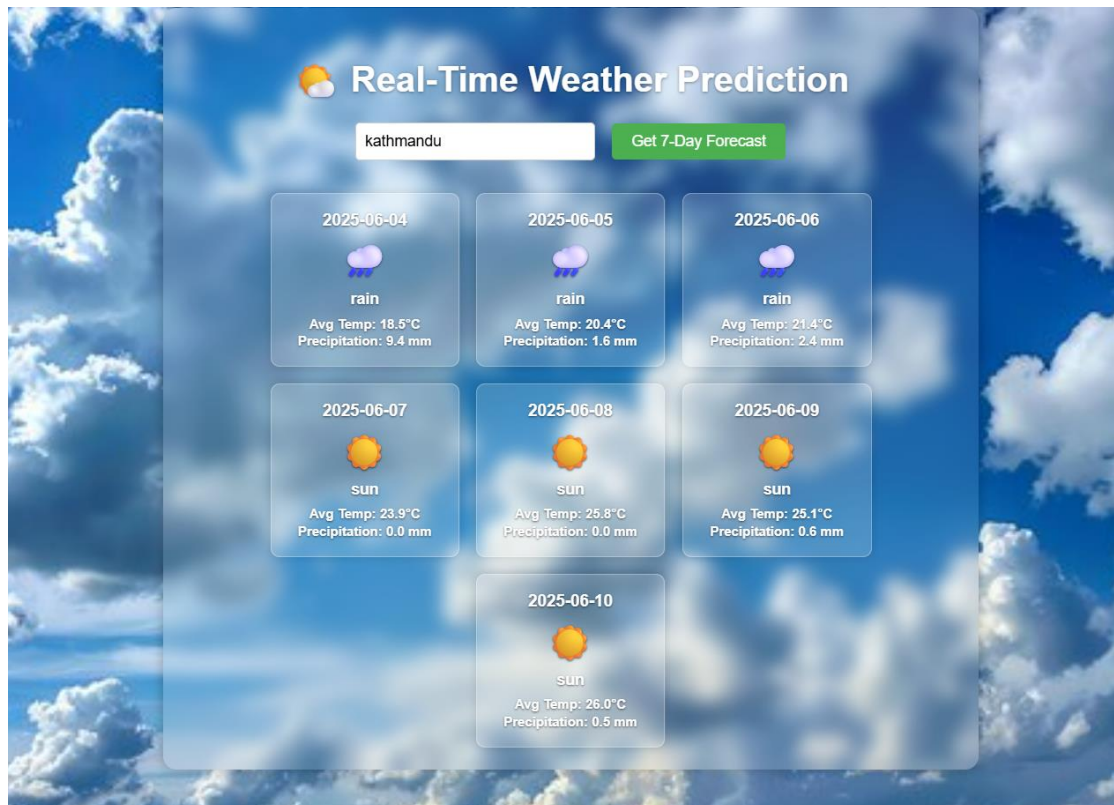 Real-Time Weather Prediction
kathmandu
Get 7-Day Forecast
2025-06-04
rain
Avg Temp: 18.5°C
Precipitation: 9.4 mm
2025-06-05
rain
Avg Temp: 20.4°C
Precipitation: 1.6 mm
2025-06-06
rain
Avg Temp: 21.4°C
Precipitation: 2.4 mm
2025-06-07
sun
Avg Temp: 23.9°C
Precipitation: 0.0 mm
2025-06-08
sun
Avg Temp: 25.8°C
Precipitation: 0.0 mm
2025-06-09
sun
Avg Temp: 25.1°C
Precipitation: 0.6 mm
2025-06-10
sun
Avg Temp: 26.0°C
Precipitation: 0.5 mm